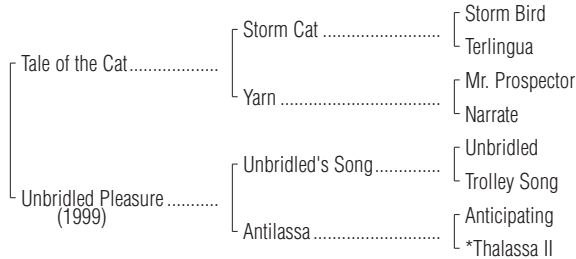 Storm Bird
Storm Cat ........................
Terlingua
Tale of the Cat..................
Mr. Prospector
Yarn .................................
Narrate
Unbridled
Unbridled's Song.............
Trolley Song
Unbridled Pleasure ..........
(1999)
Anticipating
Antilassa..........................
*Thalassa II